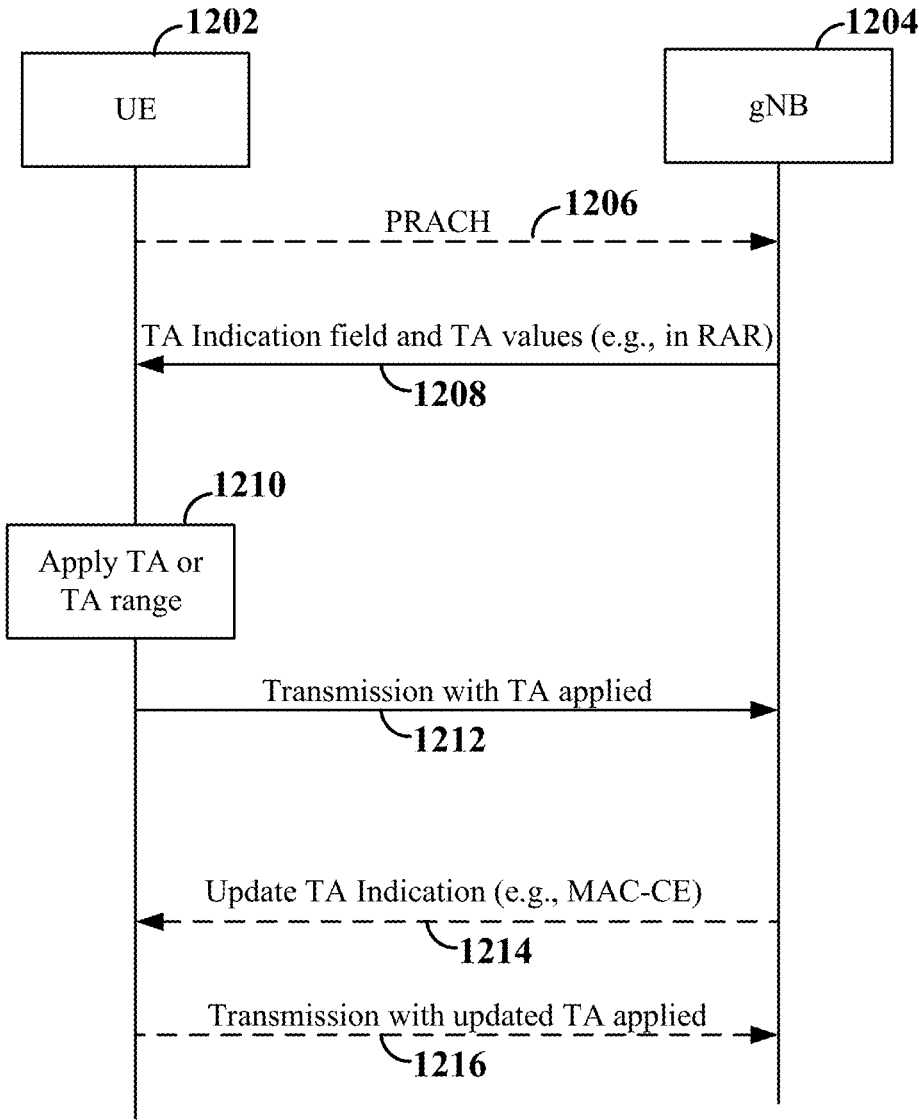 1202
1204
UE
gNB
1206
PRACH
TA Indication field and TA values (e.g., in RAR)
1208
1210
Apply TA or
TA range
Transmission with TA applied
1212
Update TA Indication (e.g., MAC-CE)
1214
Transmission with updated TA applied
1216